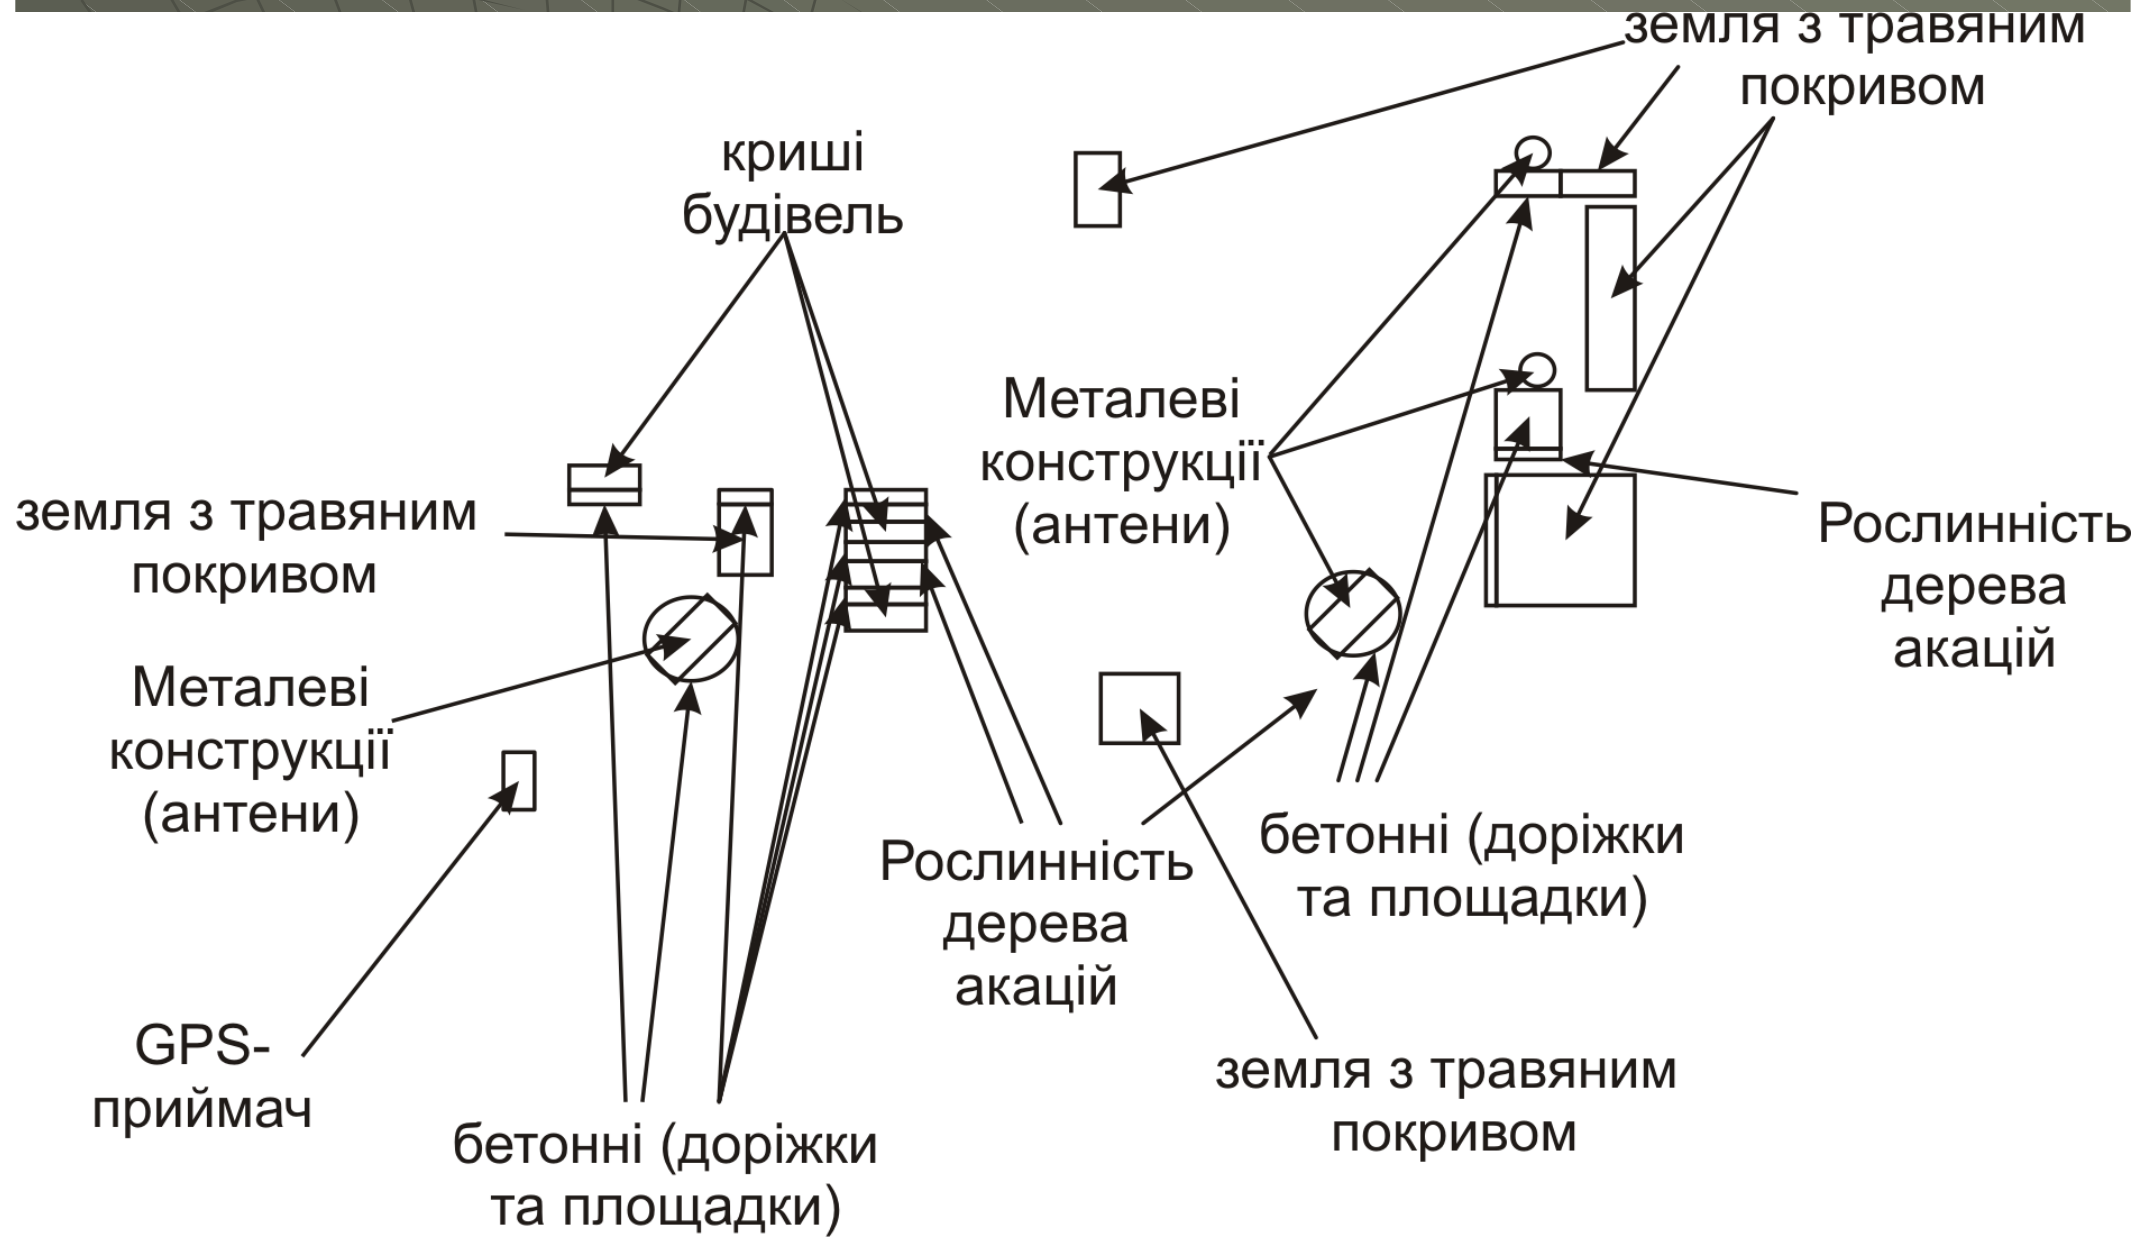 земля з травяним
покривом
криші
будівель
Металеві
конструкції
(антени)
земля з травяним
покривом
Рослинність
дерева
акацій
Металеві
конструкції
(антени)
бетонні (доріжки
та площадки)
Рослинність
дерева
акацій
GPS-
приймач
земля з травяним
покривом
бетонні (доріжки
та площадки)